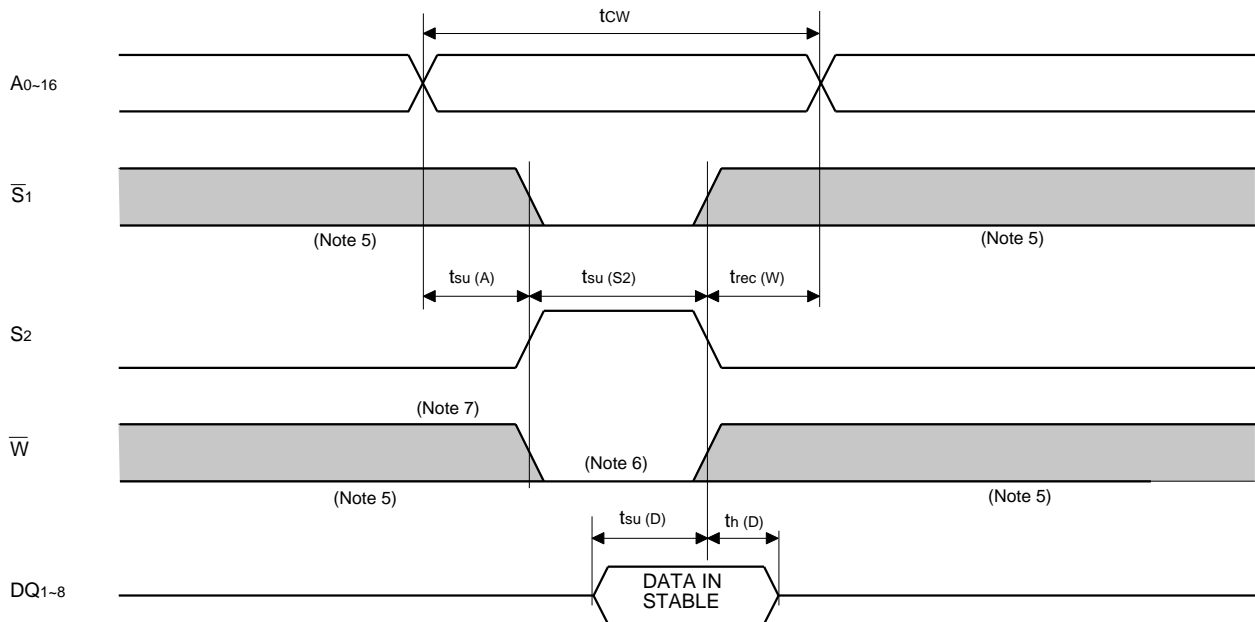 tCW
A0~16
S1
(Note 5) (Note 5)
tsu (A) tsu (S2) trec (W)
S2
(Note 7)
W
(Note 6)
(Note 5) (Note 5)
tsu (D) th (D)
DQ1~8
DATA IN
STABLE